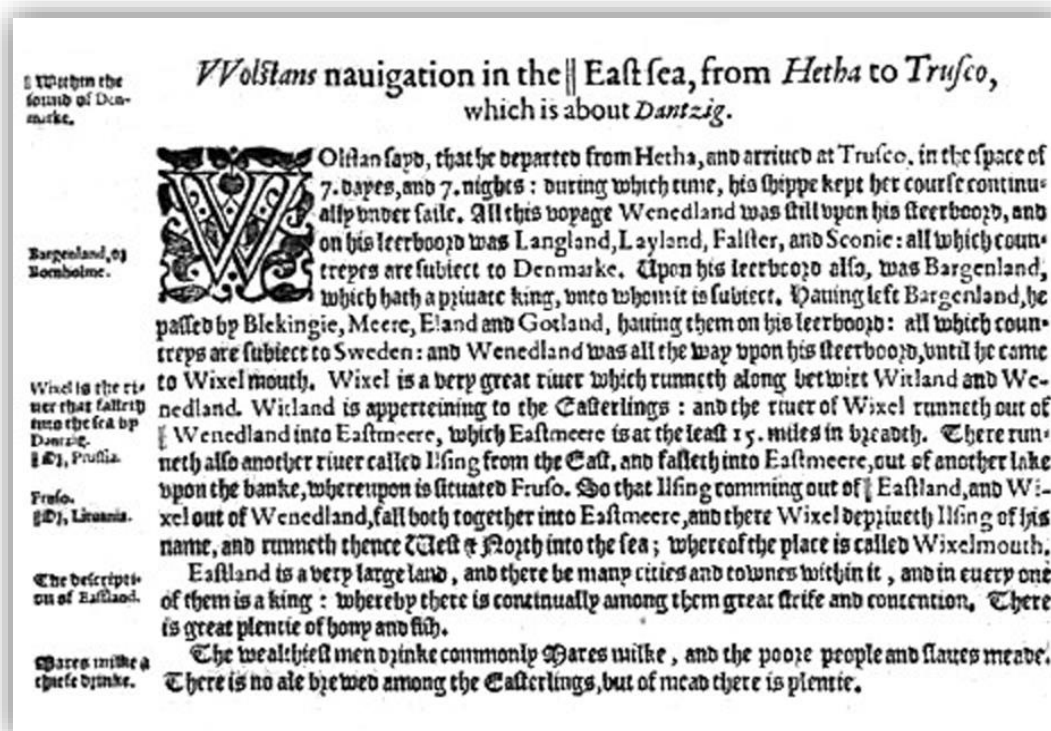 ‖ Within the
sound of Den-
marke.
VVolſtans nauigation in the ‖ Eaſt ſea, from Hetha to Truſco,
which is about Dantzig.
WOlſtan ſayd, that he departed from Hetha, and arriued at Truſco, in the ſpace of
7. dayes, and 7. nights: during which time, his ſhippe kept her courſe continu-
ally vnder ſaile. All this voyage Wenedland was ſtill vpon his ſteerboord, and
on his leerboord was Langland, Layland, Falſter, and Sconie: all which coun-
treyes are ſubiect to Denmarke. Vpon his leerboord alſo, was Bargenland,
which hath a priuate king, vnto whom it is ſubiect. Hauing left Bargenland, he
paſſed by Blekingie, Meere, Eland and Gotland, hauing them on his leerboord: all which coun-
treys are ſubiect to Sweden: and Wenedland was all the way vpon his ſteerboord, vntil he came
to Wixel mouth. Wixel is a very great riuer which runneth along betwixt Witland and We-
nedland. Witland is apperteining to the Eaſterlings: and the riuer of Wixel runneth out of
‖ Wenedland into Eaſtmeere, which Eaſtmeere is at the leaſt 15. miles in breadth. There run-
neth alſo another riuer called Ilſing from the Eaſt, and falleth into Eaſtmeere, out of another lake
vpon the banke, whereupon is ſituated Fruſo. So that Ilſing comming out of ‖ Eaſtland, and Wi-
xel out of Wenedland, fall both together into Eaſtmeere, and there Wixel depriueth Ilſing of his
name, and runneth thence Weſt & North into the ſea; whereof the place is called Wixelmouth.
Eaſtland is a very large land, and there be many cities and townes within it, and in euery one
of them is a king: whereby there is continually among them great ſtrife and contention. There
is great plentie of hony and fiſh.
The wealthieſt men drinke commonly Mares milke, and the poore people and ſlaues meade.
There is no ale brewed among the Eaſterlings, but of mead there is plentie.
Bargenland, or
Bornholme.
Wixel is the ri-
uer that falleth
into the ſea by
Dantzig.
‖ Or, Pruſſia.
Fruſo.
‖ Or, Lituania.
The deſcripti-
on of Eaſtland.
Mares milke a
chiefe drinke.